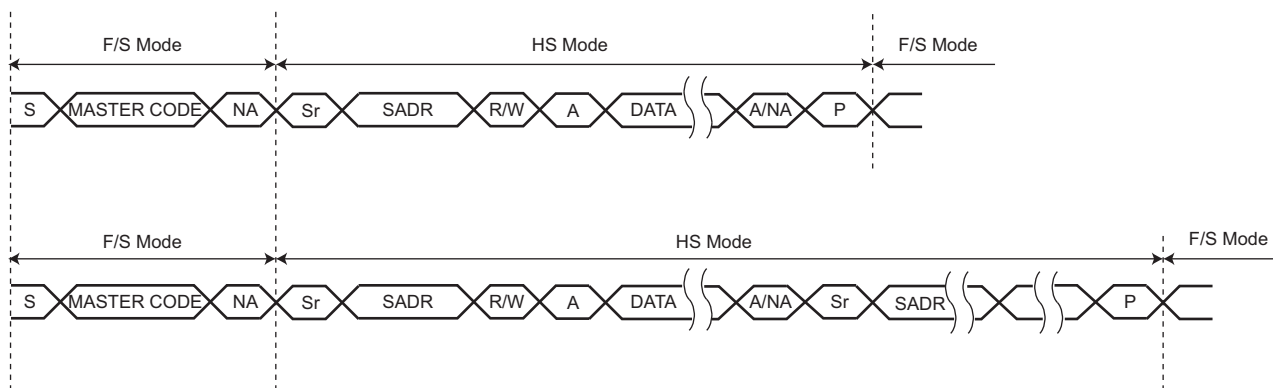 F/S Mode HS Mode F/S Mode
S MASTER CODE NA Sr SADR R/W A DATA A/NA P
F/S Mode HS Mode F/S Mode
S MASTER CODE NA Sr SADR R/W A DATA A/NA Sr SADR P